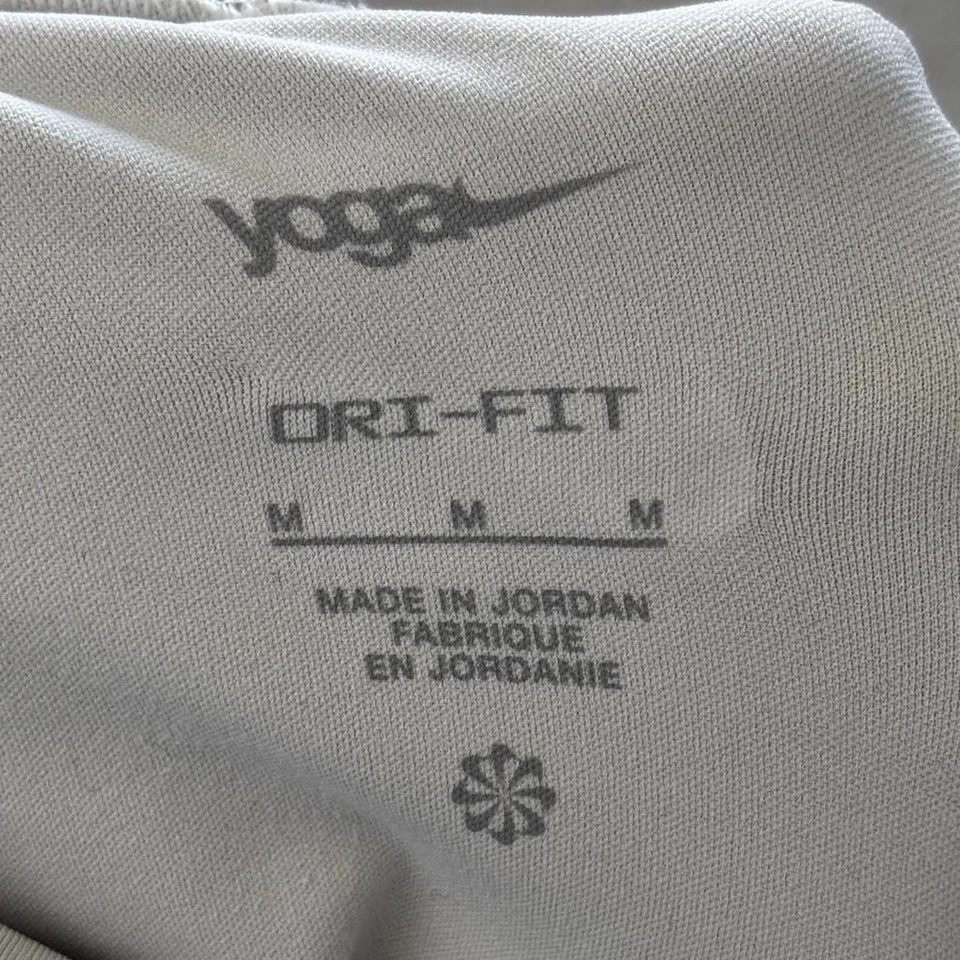 yoga
DRI-FIT
M M M
MADE IN JORDAN
FABRIQUE
EN JORDANIE